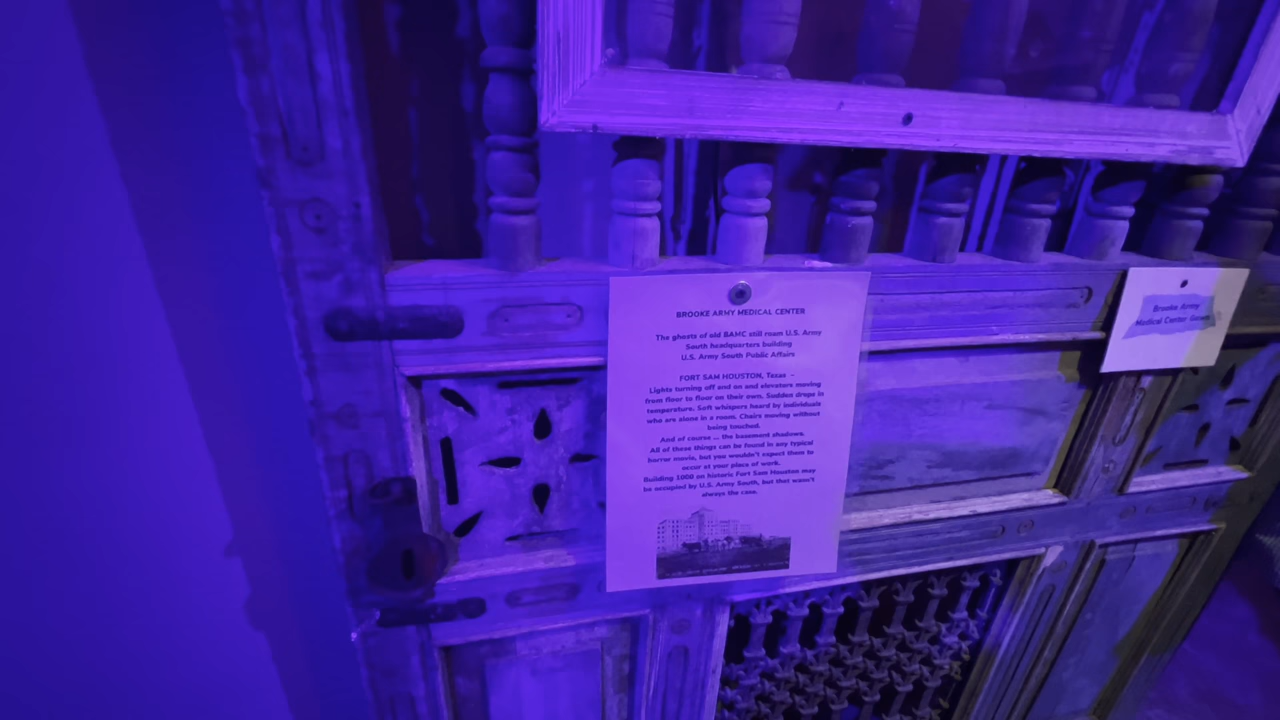 BROOKE ARMY MEDICAL CENTER
The ghosts of old BAMC still roam U.S. Army
South headquarters building
U.S. Army South Public Affairs
FORT SAM HOUSTON, Texas –
Lights turning off and on and elevators moving
from floor to floor on their own. Sudden drops in
temperature. Soft whispers heard by individuals
who are alone in a room. Chairs moving without
being touched.
And of course ... the basement shadows.
All of these things can be found in any typical
horror movie, but you wouldn't expect them to
occur at your place of work.
Building 1000 on historic Fort Sam Houston may
be occupied by U.S. Army South, but that wasn't
always the case.
Brooke Army
Medical Center